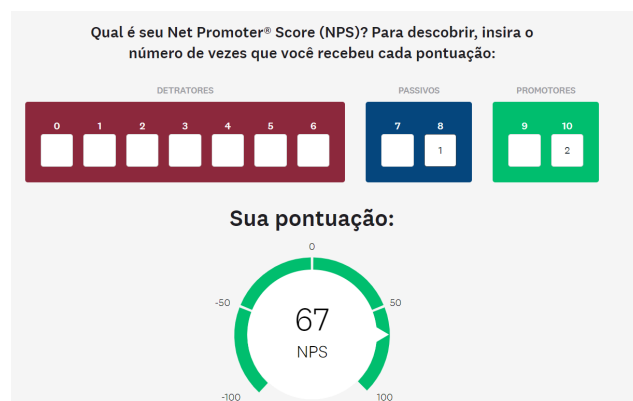 Qual é seu Net Promoter® Score (NPS)? Para descobrir, insira o
número de vezes que você recebeu cada pontuação:
DETRATORES PASSIVOS PROMOTORES
0 1 2 3 4 5 6 7 8 9 10
1 2
Sua pontuação:
0
-50 50
67
NPS
-100 100